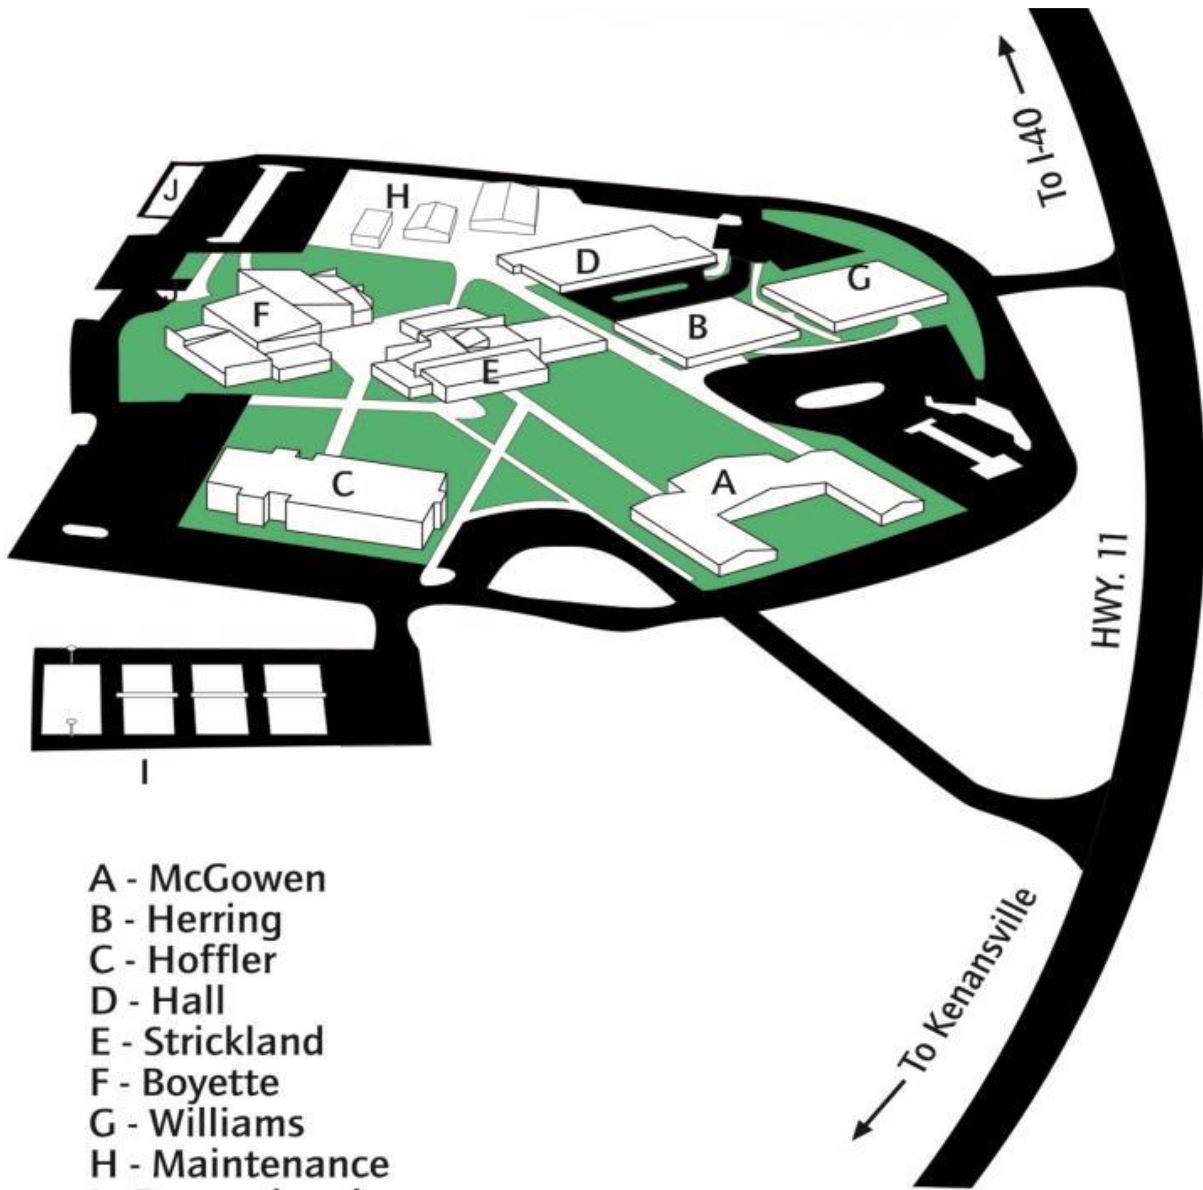 To I-40
J
H
D
G
F
B
J
E
C
A
HWY. 11
I
A - McGowen
B - Herring
C - Hoffler
D - Hall
E - Strickland
F - Boyette
G - Williams
H - Maintenance
To Kenansville